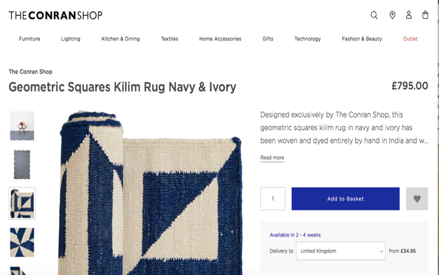 THE CONRAN SHOP
Furniture Lighting Kitchen & Dining Textiles Home Accessories Gifts Technology Fashion & Beauty Outlet
The Conran Shop
Geometric Squares Kilim Rug Navy & Ivory
£795.00
Designed exclusively by The Conran Shop, this
geometric squares kilim rug in navy and ivory has
been woven and dyed entirely by hand in India and w...
Read more
1
Add to Basket
Available in 2 - 4 weeks
Delivery to United Kingdom from £34.95